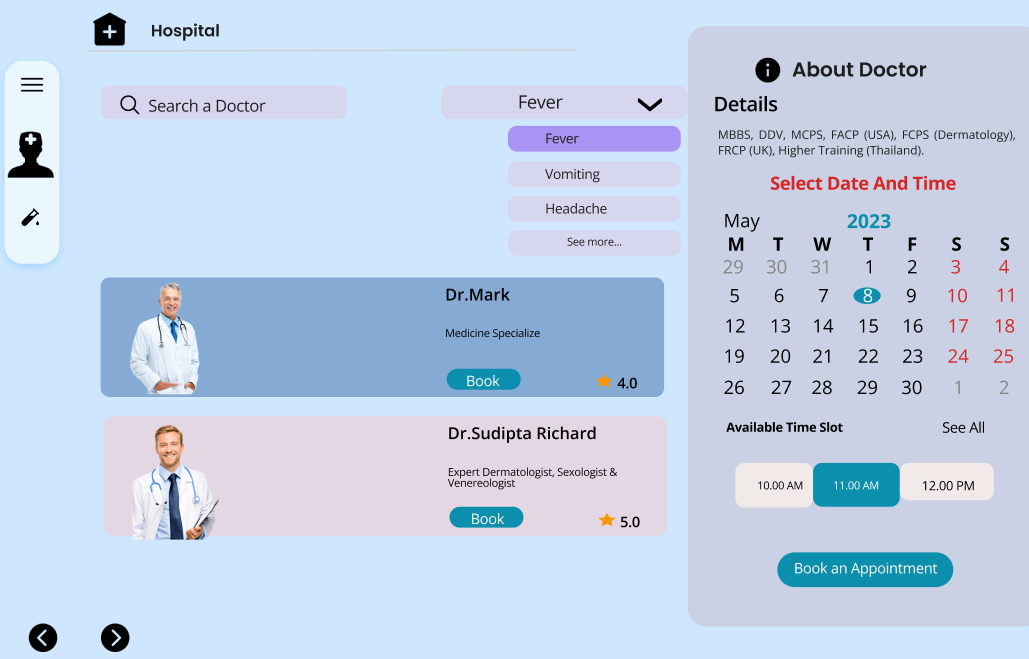 Hospital
Search a Doctor
Fever
Fever
Vomiting
Headache
See more...
Dr.Mark
Medicine Specialize
Book
4.0
Dr.Sudipta Richard
Expert Dermatologist, Sexologist &
Venereologist
Book
5.0
About Doctor
Details
MBBS, DDV, MCPS, FACP (USA), FCPS (Dermatology),
FRCP (UK), Higher Training (Thailand).
Select Date And Time
May 2023
M T W T F S S
29 30 31 1 2 3 4
5 6 7 8 9 10 11
12 13 14 15 16 17 18
19 20 21 22 23 24 25
26 27 28 29 30 1 2
Available Time Slot See All
10.00 AM 11.00 AM 12.00 PM
Book an Appointment